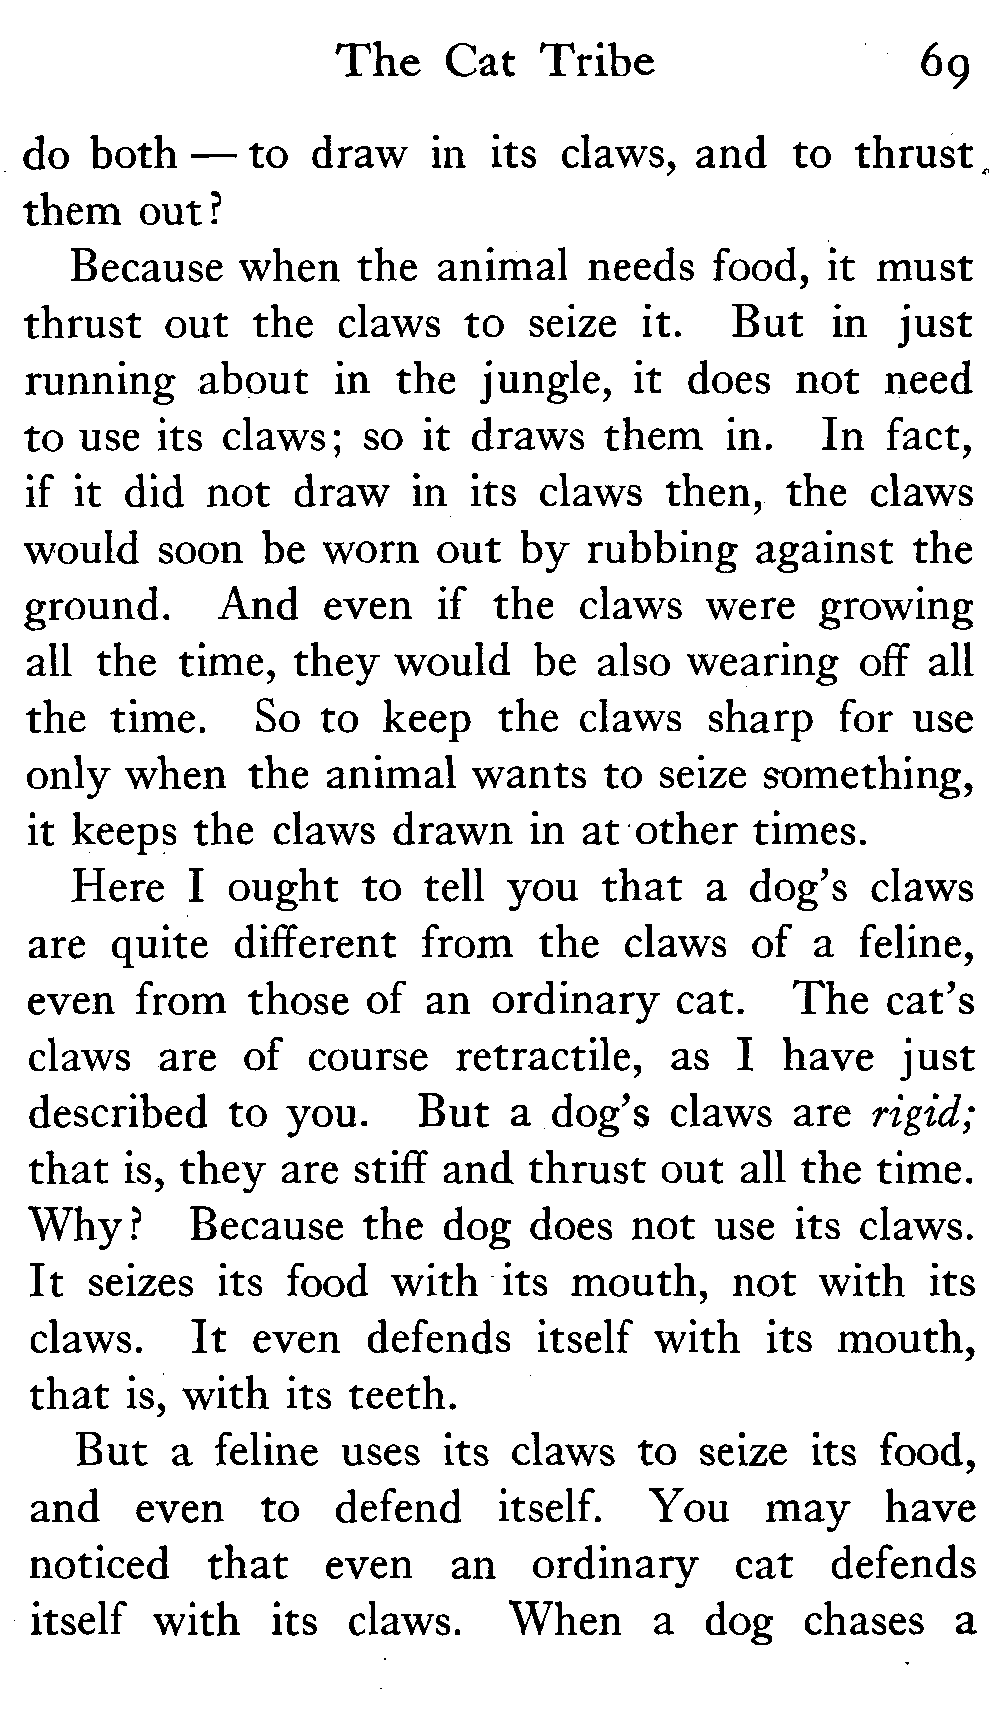 The Cat Tribe 69
do both — to draw in its claws, and to thrust
them out?
Because when the animal needs food, it must
thrust out the claws to seize it. But in just
running about in the jungle, it does not need
to use its claws; so it draws them in. In fact,
if it did not draw in its claws then, the claws
would soon be worn out by rubbing against the
ground. And even if the claws were growing
all the time, they would be also wearing off all
the time. So to keep the claws sharp for use
only when the animal wants to seize something,
it keeps the claws drawn in at other times.
Here I ought to tell you that a dog's claws
are quite different from the claws of a feline,
even from those of an ordinary cat. The cat's
claws are of course retractile, as I have just
described to you. But a dog's claws are rigid;
that is, they are stiff and thrust out all the time.
Why? Because the dog does not use its claws.
It seizes its food with its mouth, not with its
claws. It even defends itself with its mouth,
that is, with its teeth.
But a feline uses its claws to seize its food,
and even to defend itself. You may have
noticed that even an ordinary cat defends
itself with its claws. When a dog chases a